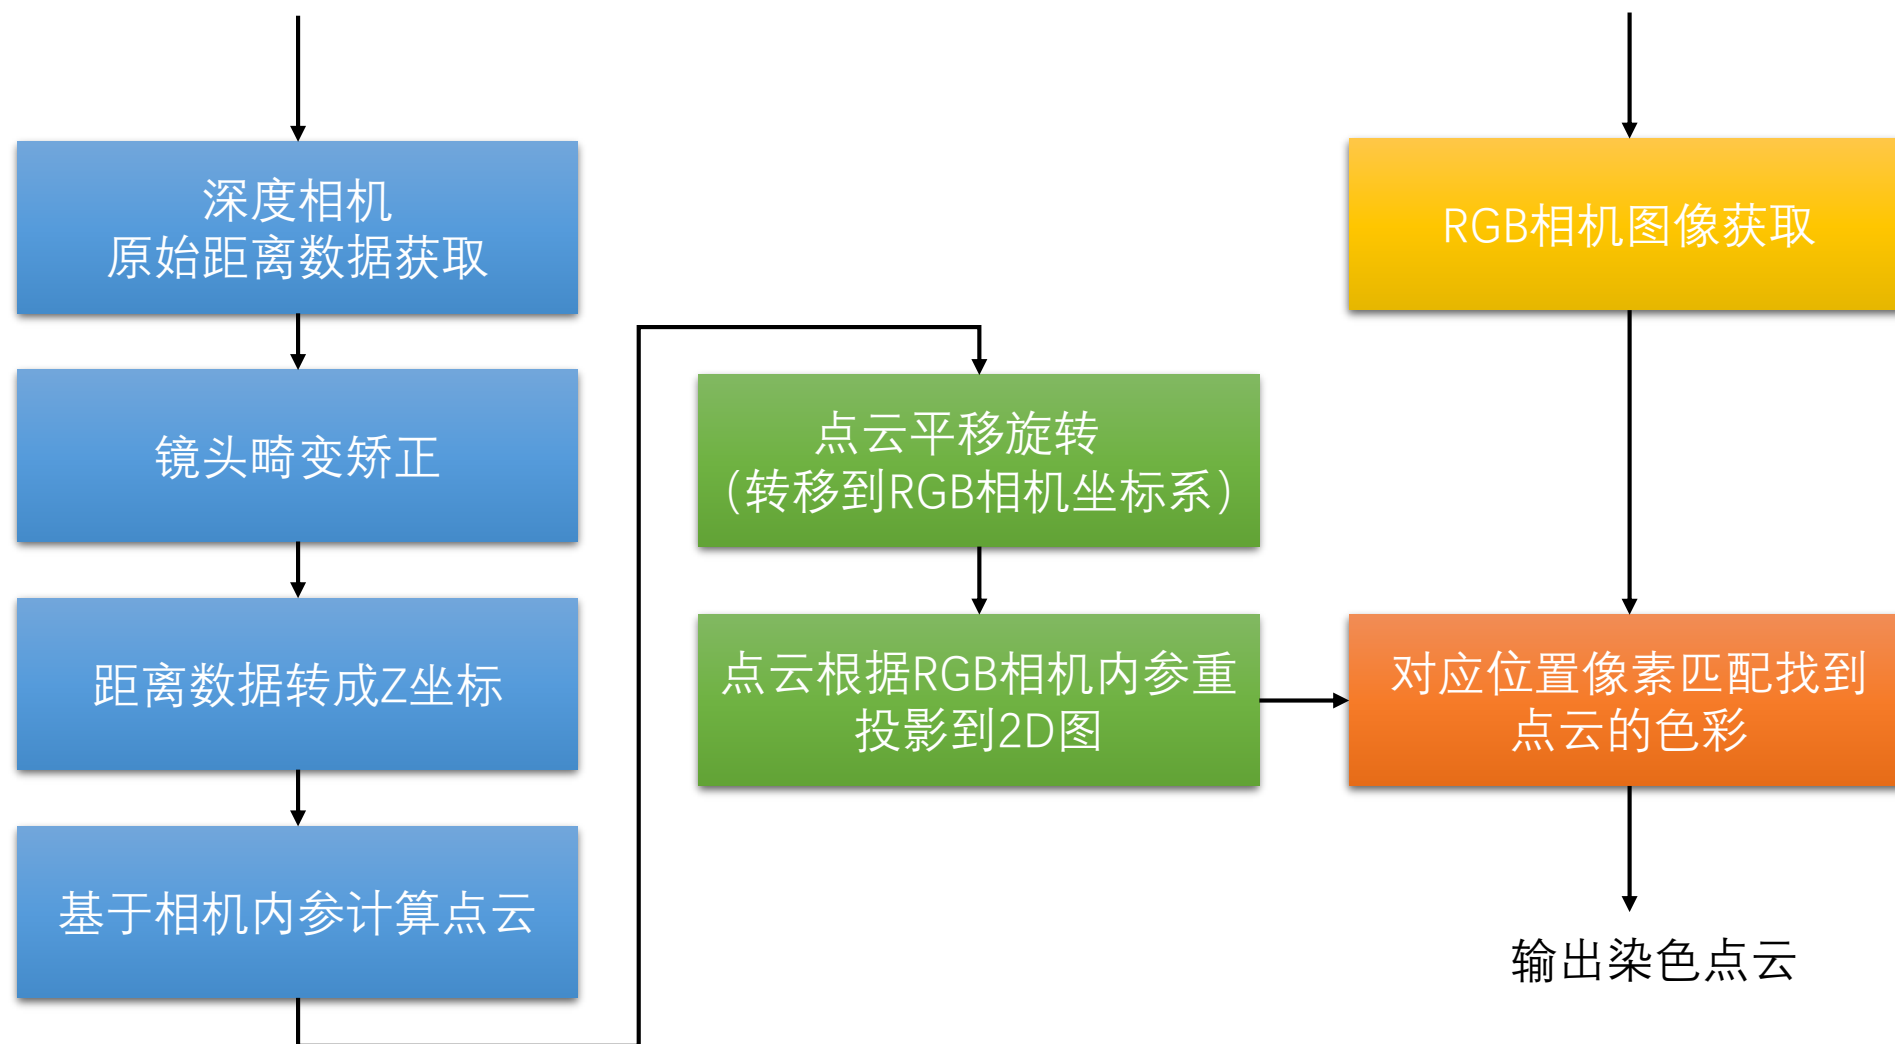 深度相机
原始距离数据获取
镜头畸变矫正
距离数据转成Z坐标
基于相机内参计算点云
点云平移旋转
（转移到RGB相机坐标系）
点云根据RGB相机内参重
投影到2D图
RGB相机图像获取
对应位置像素匹配找到
点云的色彩
输出染色点云